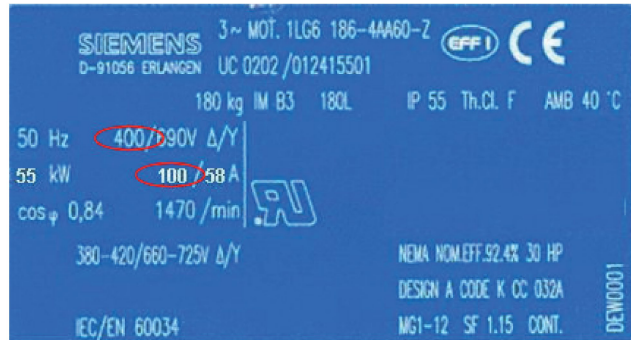 SIEMENS 3~ MOT. 1LG6 186-4AA60-Z EFF I CE
D-91056 ERLANGEN UC 0202 /012415501
180 kg IM B3 180L IP 55 Th.Cl. F AMB 40 °C
50 Hz 400/690V Δ/Y
55 kW 100/58 A
cosφ 0,84 1470 /min
380-420/660-725V Δ/Y NEMA NOM.EFF.92.4% 30 HP
DESIGN A CODE K CC 032A
IEC/EN 60034 MG1-12 SF 1.15 CONT.
DEW0001